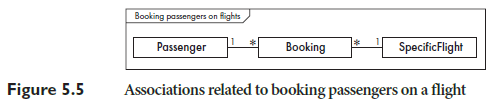 Booking passengers on flights
Passenger 1 * Booking * 1 SpecificFlight
Figure 5.5 Associations related to booking passengers on a flight